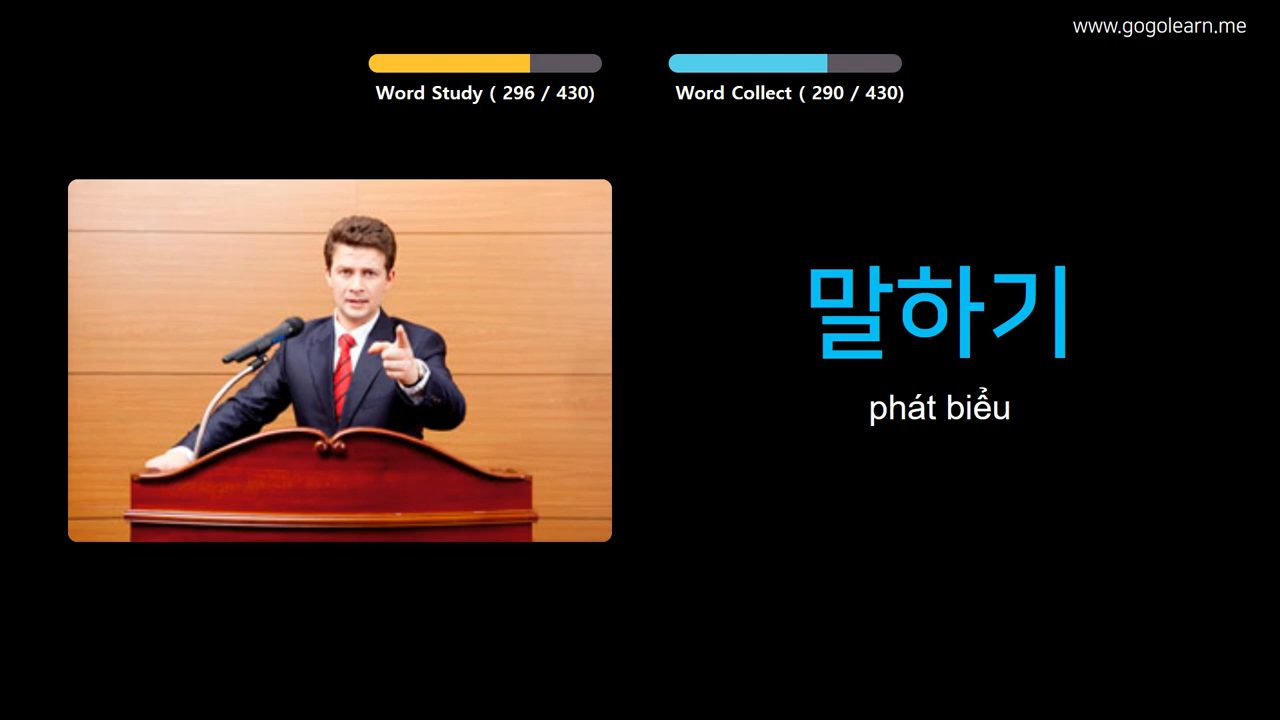 www.gogolearn.me
Word Study ( 296 / 430)
Word Collect ( 290 / 430)
말하기
phát biểu